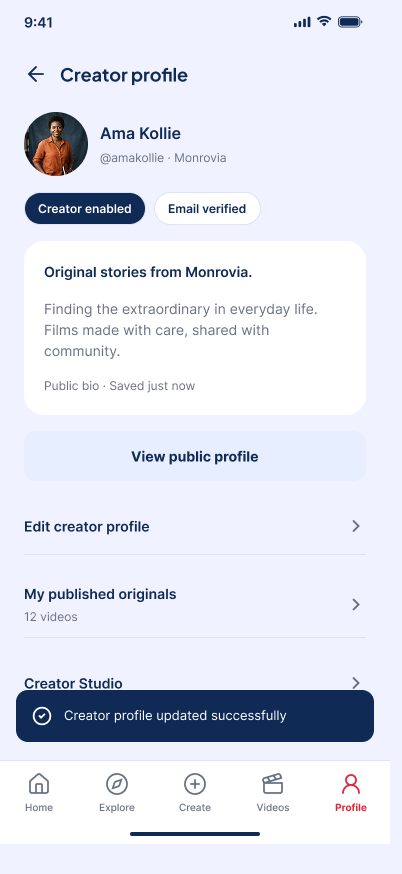 9:41
Creator profile
Ama Kollie
@amakollie · Monrovia
Creator enabled
Email verified
Original stories from Monrovia.
Finding the extraordinary in everyday life.
Films made with care, shared with
community.
Public bio · Saved just now
View public profile
Edit creator profile
My published originals
12 videos
Creator Studio
Creator profile updated successfully
Home
Explore
Create
Videos
Profile